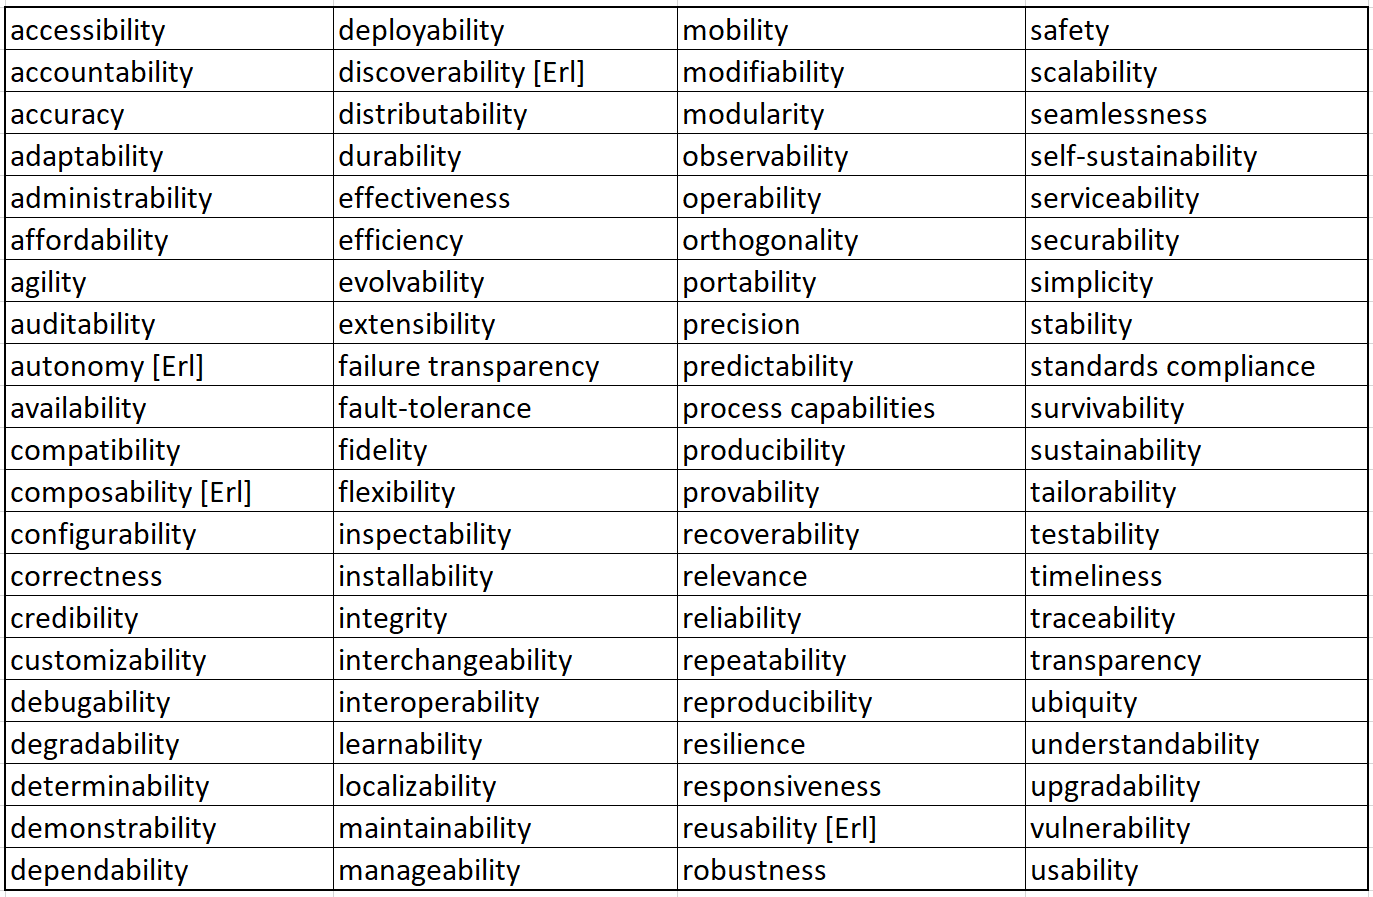 accessibility deployability mobility safety
accountability discoverability [Erl] modifiability scalability
accuracy distributability modularity seamlessness
adaptability durability observability self-sustainability
administrability effectiveness operability serviceability
affordability efficiency orthogonality securability
agility evolvability portability simplicity
auditability extensibility precision stability
autonomy [Erl] failure transparency predictability standards compliance
availability fault-tolerance process capabilities survivability
compatibility fidelity producibility sustainability
composability [Erl] flexibility provability tailorability
configurability inspectability recoverability testability
correctness installability relevance timeliness
credibility integrity reliability traceability
customizability interchangeability repeatability transparency
debugability interoperability reproducibility ubiquity
degradability learnability resilience understandability
determinability localizability responsiveness upgradability
demonstrability maintainability reusability [Erl] vulnerability
dependability manageability robustness usability